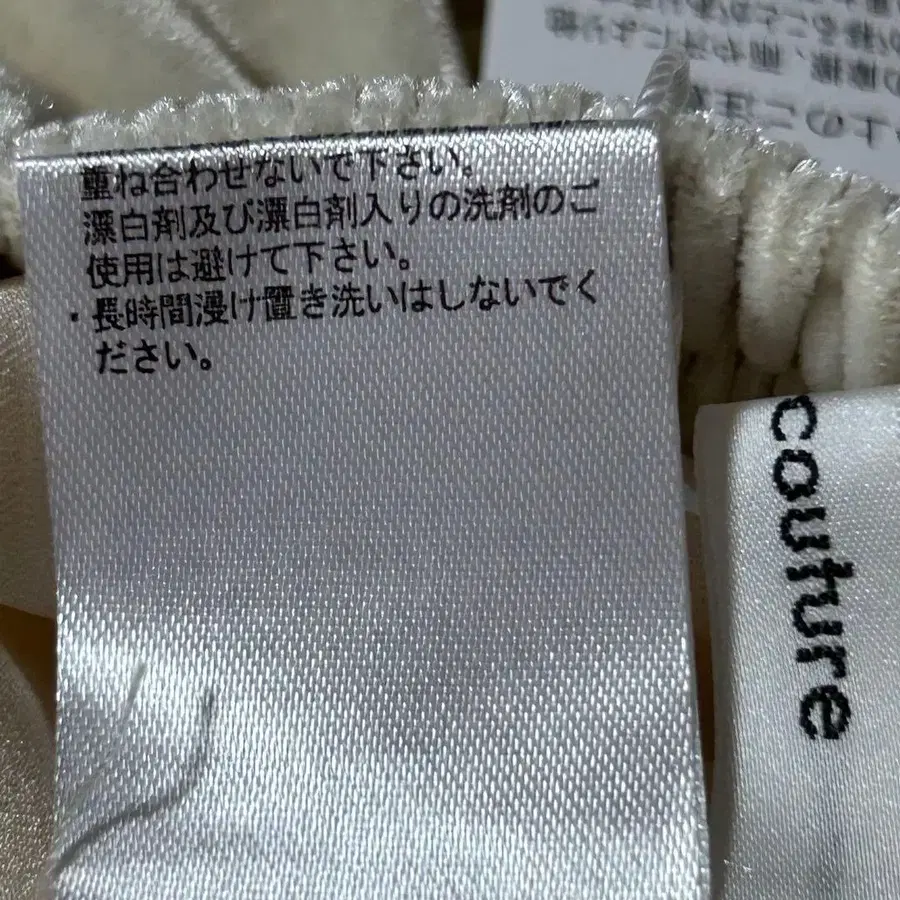 重ね合わせないで下さい。
漂白剤及び漂白剤入りの洗剤のご
使用は避けて下さい。
・長時間浸け置き洗いはしないでく
ださい。
couture